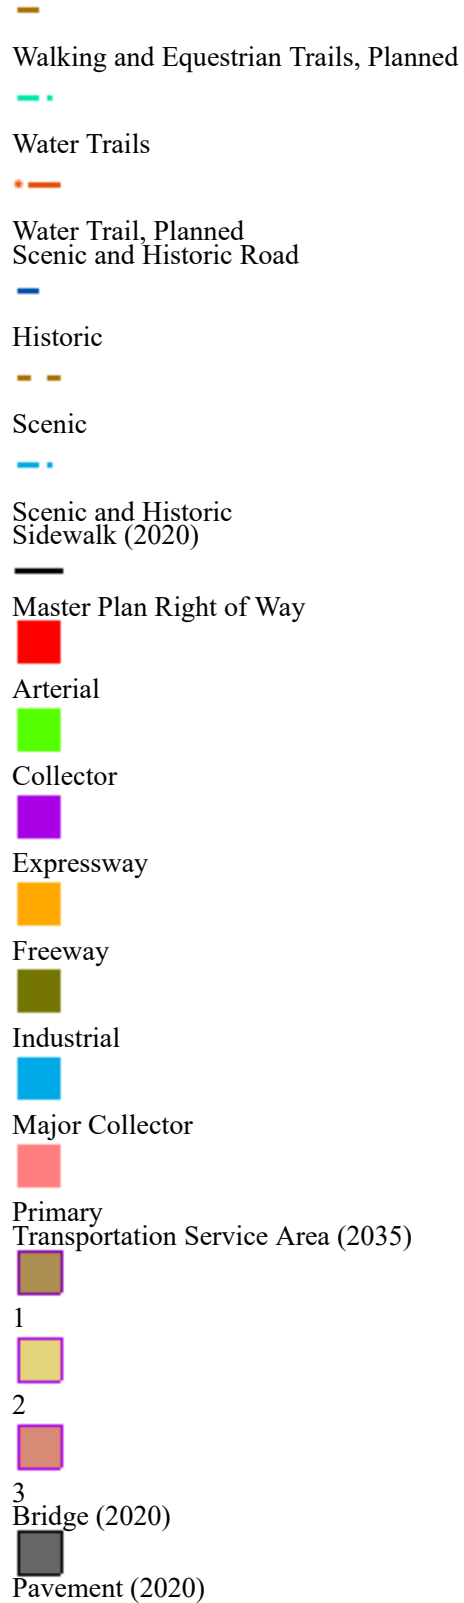 Walking and Equestrian Trails, Planned
Water Trails
Water Trail, Planned
Scenic and Historic Road
Historic
Scenic
Scenic and Historic
Sidewalk (2020)
Master Plan Right of Way
Arterial
Collector
Expressway
Freeway
Industrial
Major Collector
Primary
Transportation Service Area (2035)
1
2
3
Bridge (2020)
Pavement (2020)